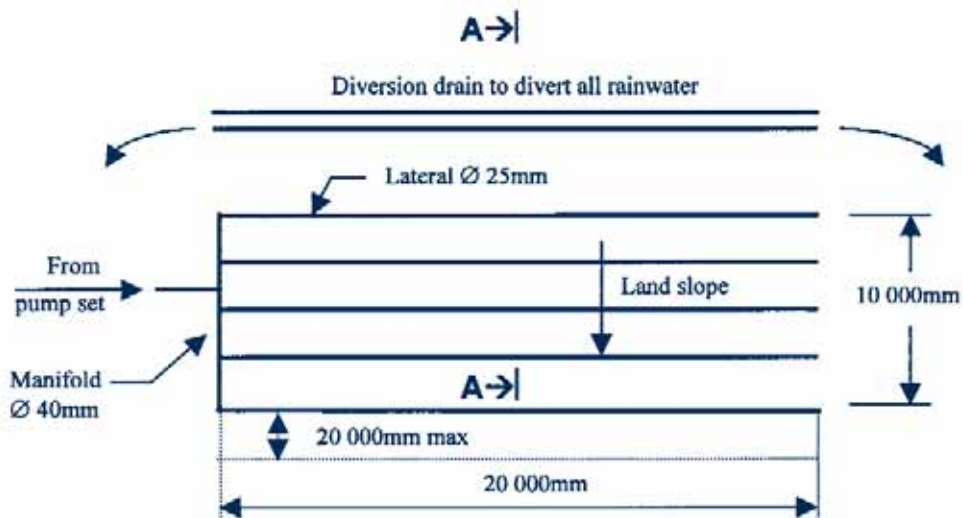 A
Diversion drain to divert all rainwater
Lateral Ø 25mm
From
pump set
Land slope
10 000mm
Manifold
Ø 40mm
A
20 000mm max
20 000mm